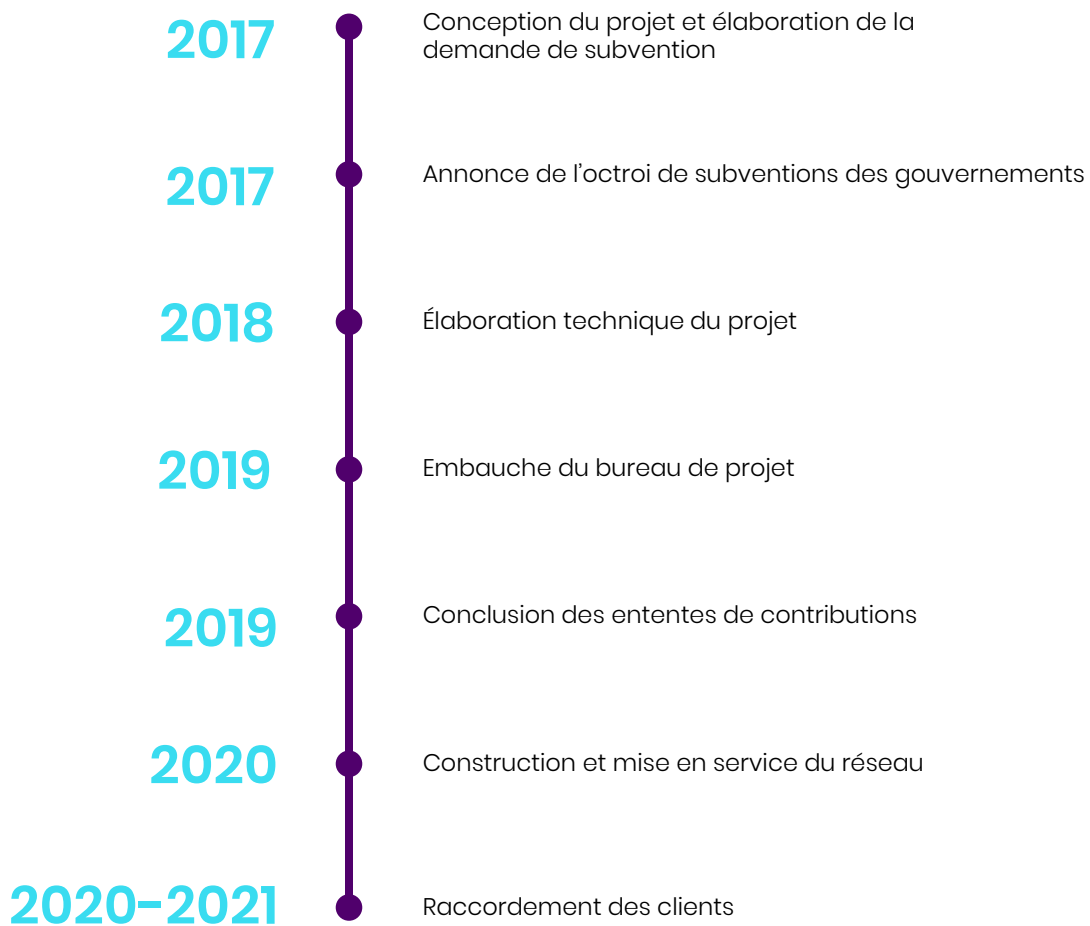 2017
Conception du projet et élaboration de la
demande de subvention
2017
Annonce de l’octroi de subventions des gouvernements
2018
Élaboration technique du projet
2019
Embauche du bureau de projet
2019
Conclusion des ententes de contributions
2020
Construction et mise en service du réseau
2020-2021
Raccordement des clients